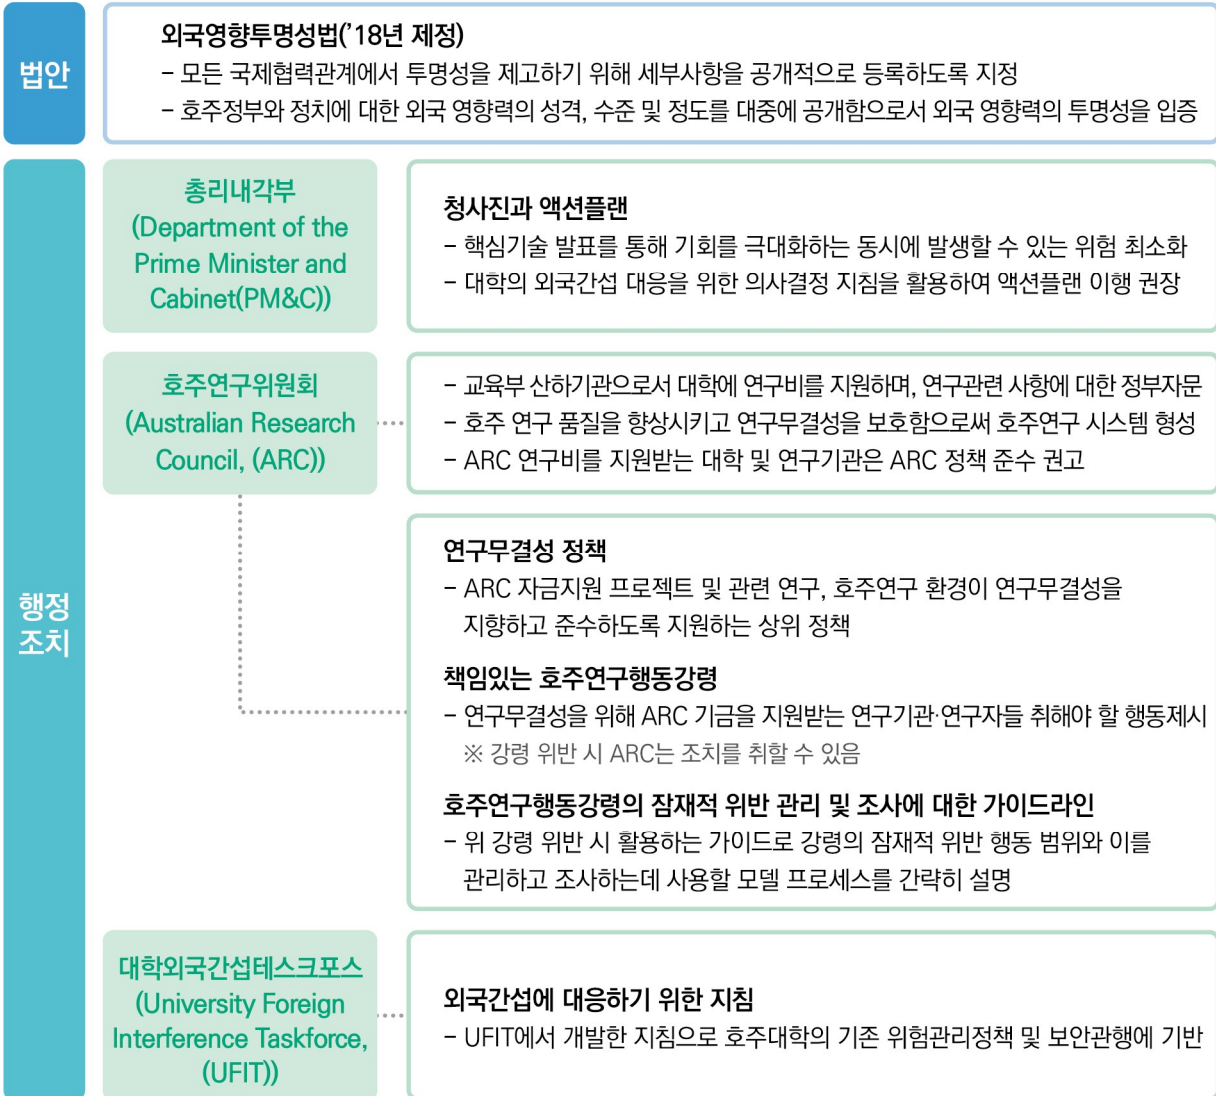 법안
외국영향투명성법(’18년 제정)
– 모든 국제협력관계에서 투명성을 제고하기 위해 세부사항을 공개적으로 등록하도록 지정
– 호주정부와 정치에 대한 외국 영향력의 성격, 수준 및 정도를 대중에 공개함으로서 외국 영향력의 투명성을 입증
행정
조치
총리내각부
(Department of the
Prime Minister and
Cabinet(PM&C))
청사진과 액션플랜
– 핵심기술 발표를 통해 기회를 극대화하는 동시에 발생할 수 있는 위험 최소화
– 대학의 외국간섭 대응을 위한 의사결정 지침을 활용하여 액션플랜 이행 권장
호주연구위원회
(Australian Research
Council, (ARC))
– 교육부 산하기관으로서 대학에 연구비를 지원하며, 연구관련 사항에 대한 정부자문
– 호주 연구 품질을 향상시키고 연구무결성을 보호함으로써 호주연구 시스템 형성
– ARC 연구비를 지원받는 대학 및 연구기관은 ARC 정책 준수 권고
연구무결성 정책
– ARC 자금지원 프로젝트 및 관련 연구, 호주연구 환경이 연구무결성을
지향하고 준수하도록 지원하는 상위 정책
책임있는 호주연구행동강령
– 연구무결성을 위해 ARC 기금을 지원받는 연구기관·연구자들 취해야 할 행동제시
※ 강령 위반 시 ARC는 조치를 취할 수 있음
호주연구행동강령의 잠재적 위반 관리 및 조사에 대한 가이드라인
– 위 강령 위반 시 활용하는 가이드로 강령의 잠재적 위반 행동 범위와 이를
관리하고 조사하는데 사용할 모델 프로세스를 간략히 설명
대학외국간섭테스크포스
(University Foreign
Interference Taskforce,
(UFIT))
외국간섭에 대응하기 위한 지침
– UFIT에서 개발한 지침으로 호주대학의 기존 위험관리정책 및 보안관행에 기반